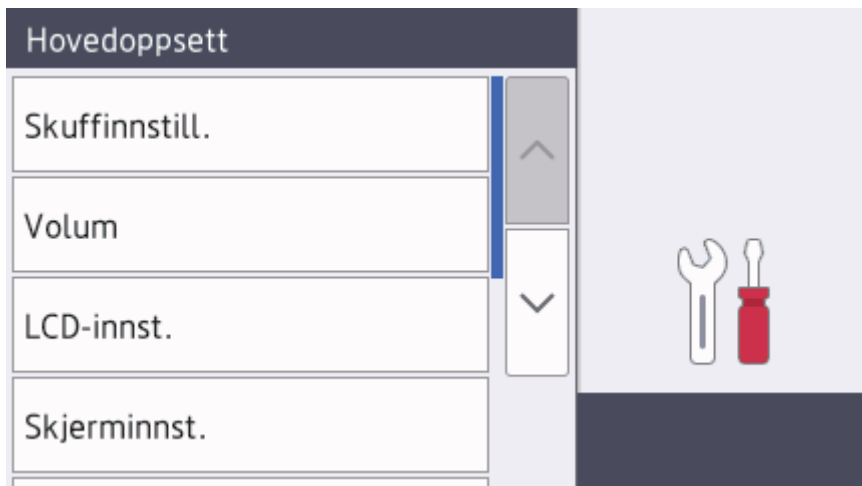 Hovedoppsett
Skuffinnstill.
Volum
LCD-innst.
Skjerminnst.